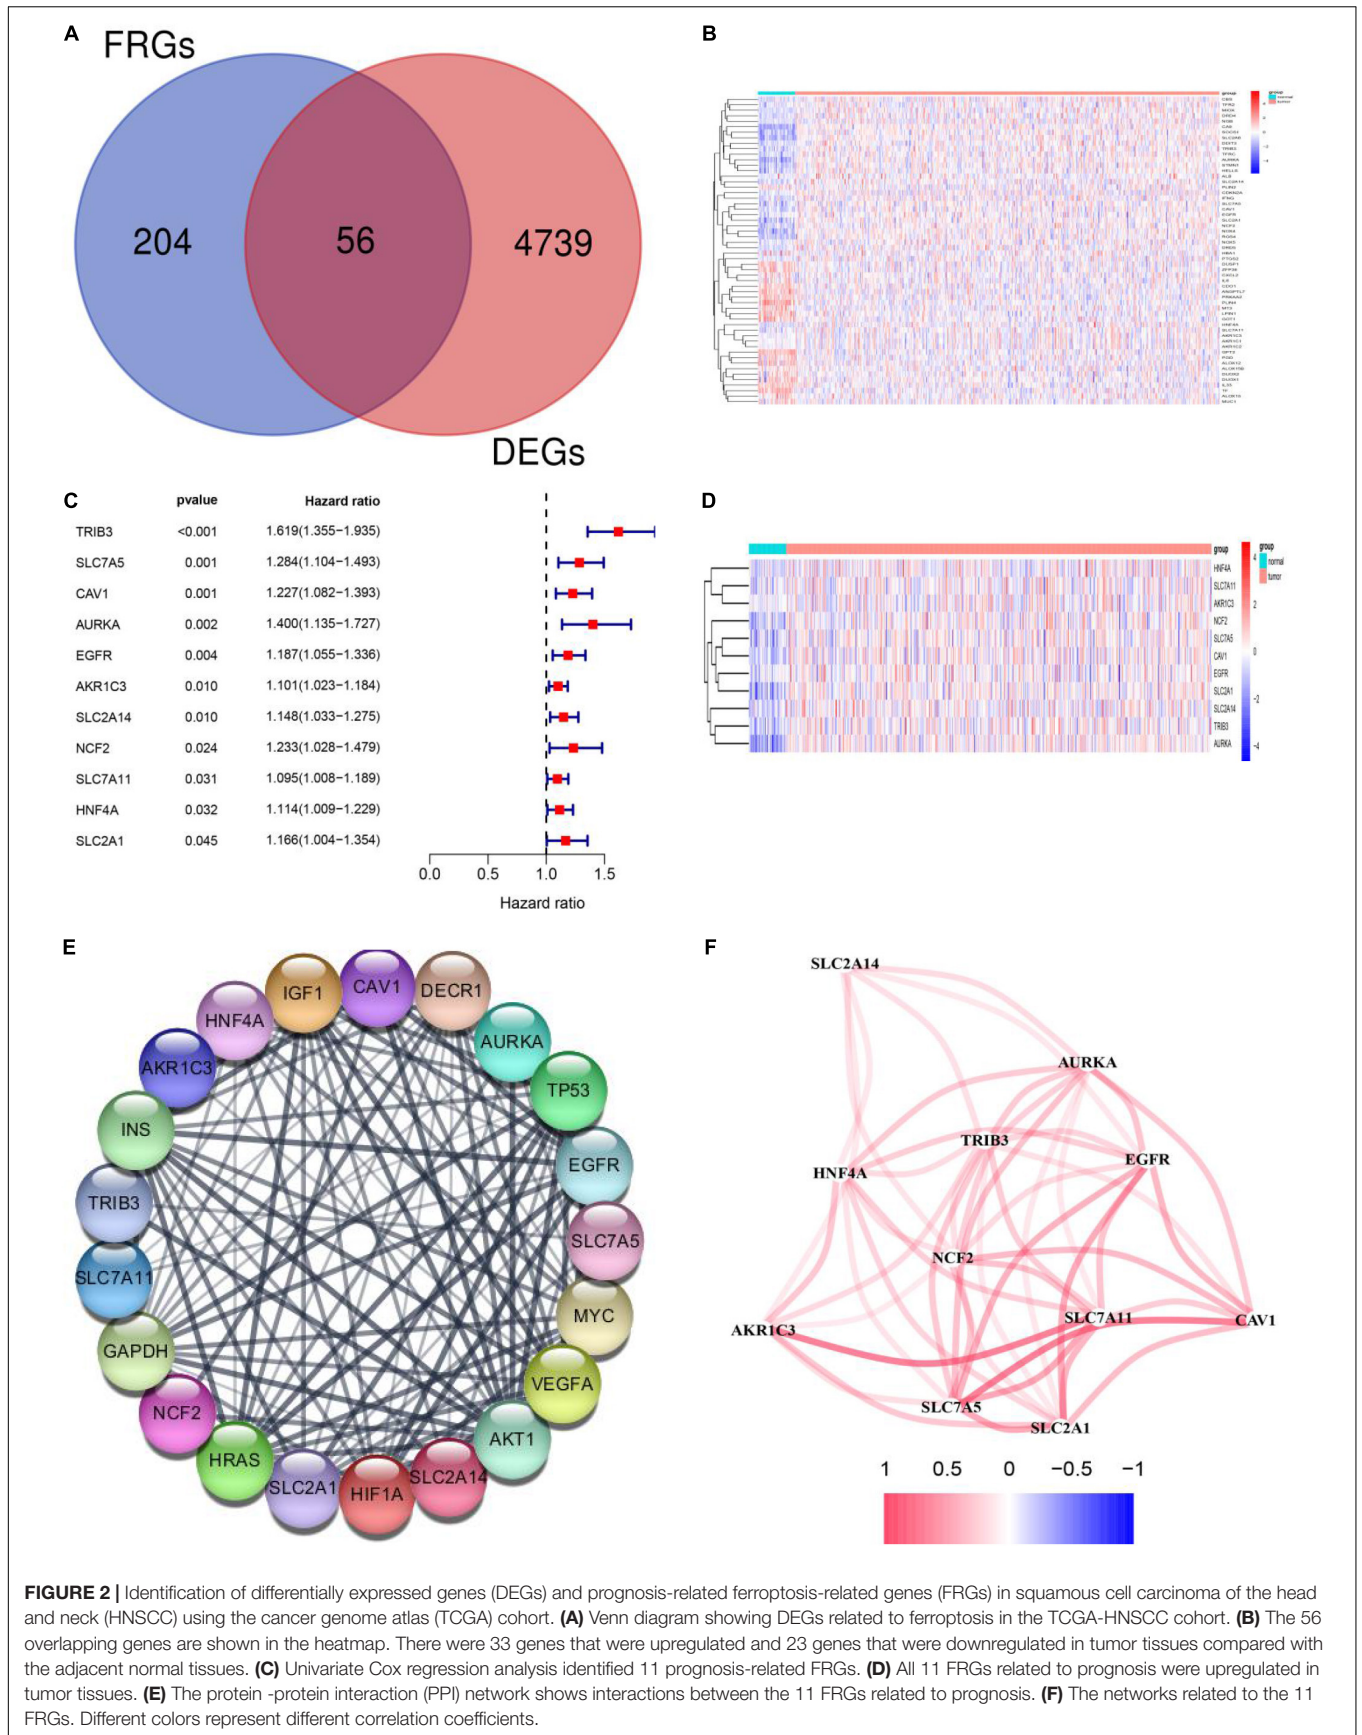 A
FRGs
204
56
4739
DEGs
B
group
group
normal
tumor
CAV1
EGFR
SLC2A1
NCF2
HNF4A
SLC7A11
AKR1C3
AKR1C1
AKR1C2
MUC1
C
pvalue Hazard ratio
TRIB3 <0.001 1.619(1.355−1.935)
SLC7A5 0.001 1.284(1.104−1.493)
CAV1 0.001 1.227(1.082−1.393)
AURKA 0.002 1.400(1.135−1.727)
EGFR 0.004 1.187(1.055−1.336)
AKR1C3 0.010 1.101(1.023−1.184)
SLC2A14 0.010 1.148(1.033−1.275)
NCF2 0.024 1.233(1.028−1.479)
SLC7A11 0.031 1.095(1.008−1.189)
HNF4A 0.032 1.114(1.009−1.229)
SLC2A1 0.045 1.166(1.004−1.354)
0.0 0.5 1.0 1.5
Hazard ratio
D
group
HNF4A
SLC7A11
AKR1C3
NCF2
SLC7A5
CAV1
EGFR
SLC2A1
SLC2A14
TRIB3
AURKA
4
2
0
−2
−4
group
normal
tumor
E
IGF1
CAV1
DECR1
HNF4A
AURKA
AKR1C3
TP53
INS
EGFR
TRIB3
SLC7A5
SLC7A11
MYC
GAPDH
VEGFA
NCF2
AKT1
HRAS
SLC2A14
SLC2A1
HIF1A
F
SLC2A14
AURKA
TRIB3
EGFR
HNF4A
NCF2
SLC7A11
CAV1
AKR1C3
SLC7A5
SLC2A1
1 0.5 0 −0.5 −1
FIGURE 2 | Identification of differentially expressed genes (DEGs) and prognosis-related ferroptosis-related genes (FRGs) in squamous cell carcinoma of the head
and neck (HNSCC) using the cancer genome atlas (TCGA) cohort. (A) Venn diagram showing DEGs related to ferroptosis in the TCGA-HNSCC cohort. (B) The 56
overlapping genes are shown in the heatmap. There were 33 genes that were upregulated and 23 genes that were downregulated in tumor tissues compared with
the adjacent normal tissues. (C) Univariate Cox regression analysis identified 11 prognosis-related FRGs. (D) All 11 FRGs related to prognosis were upregulated in
tumor tissues. (E) The protein -protein interaction (PPI) network shows interactions between the 11 FRGs related to prognosis. (F) The networks related to the 11
FRGs. Different colors represent different correlation coefficients.